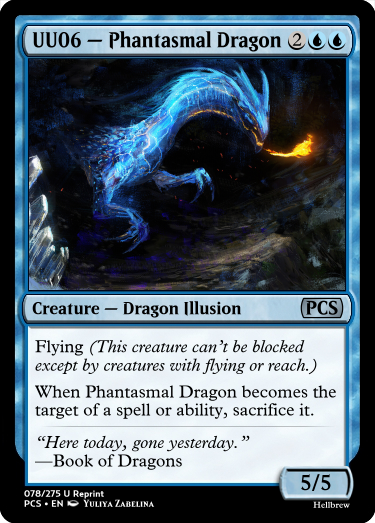 UU06 — Phantasmal Dragon 2
Creature — Dragon Illusion PCS
Flying (This creature can't be blocked
except by creatures with flying or reach.)
When Phantasmal Dragon becomes the
target of a spell or ability, sacrifice it.
“Here today, gone yesterday.”
—Book of Dragons
5/5
078/275 U Reprint
PCS • EN Yuliya Zabelina
Hellbrew